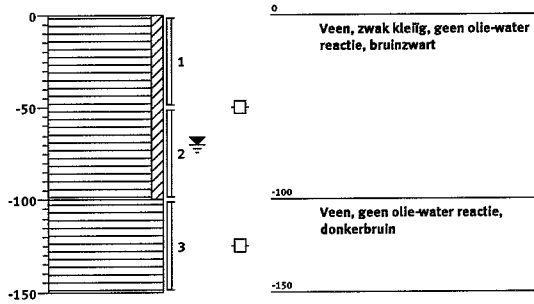 0
0
Veen, zwak kleiïg, geen olie-water
reactie, bruinzwart
1
-50
2
-100
-100
Veen, geen olie-water reactie,
donkerbruin
3
-150
-150